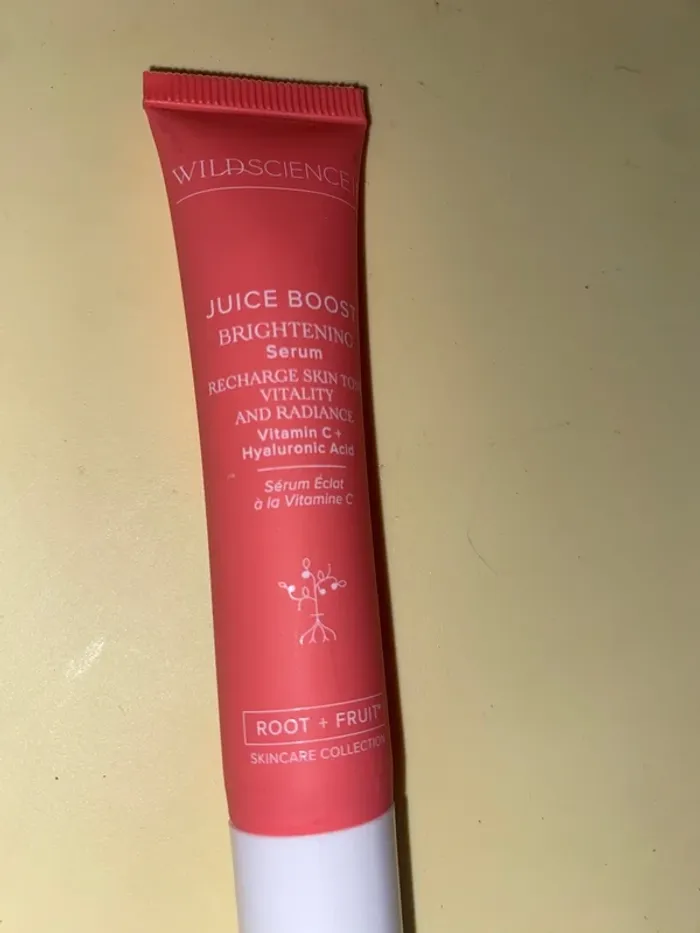 WILDSCIENCE
JUICE BOOST
BRIGHTENING
Serum
RECHARGE SKIN
VITALITY
AND RADIANCE
Vitamin C +
Hyaluronic Acid
Sérum Éclat
à la Vitamine C
ROOT + FRUIT
SKINCARE COLLECTION